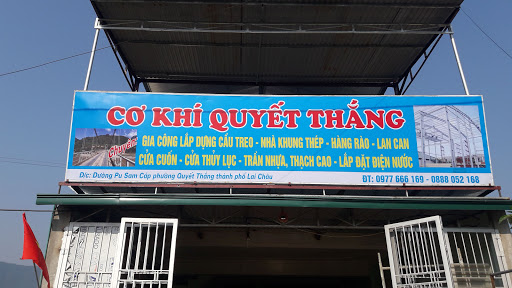 CƠ KHÍ QUYẾT THẮNG
Chuyên:
GIA CÔNG LẮP DỰNG CẦU TREO - NHÀ KHUNG THÉP - HÀNG RÀO - LAN CAN
CỬA CUỐN - CỬA THỦY LỰC - TRẦN NHỰA, THẠCH CAO - LẮP ĐẶT ĐIỆN NƯỚC
Đ/c: Đường Pu Sam Cáp phường Quyết Thắng thành phố Lai Châu
ĐT: 0977 666 169 - 0888 052 168